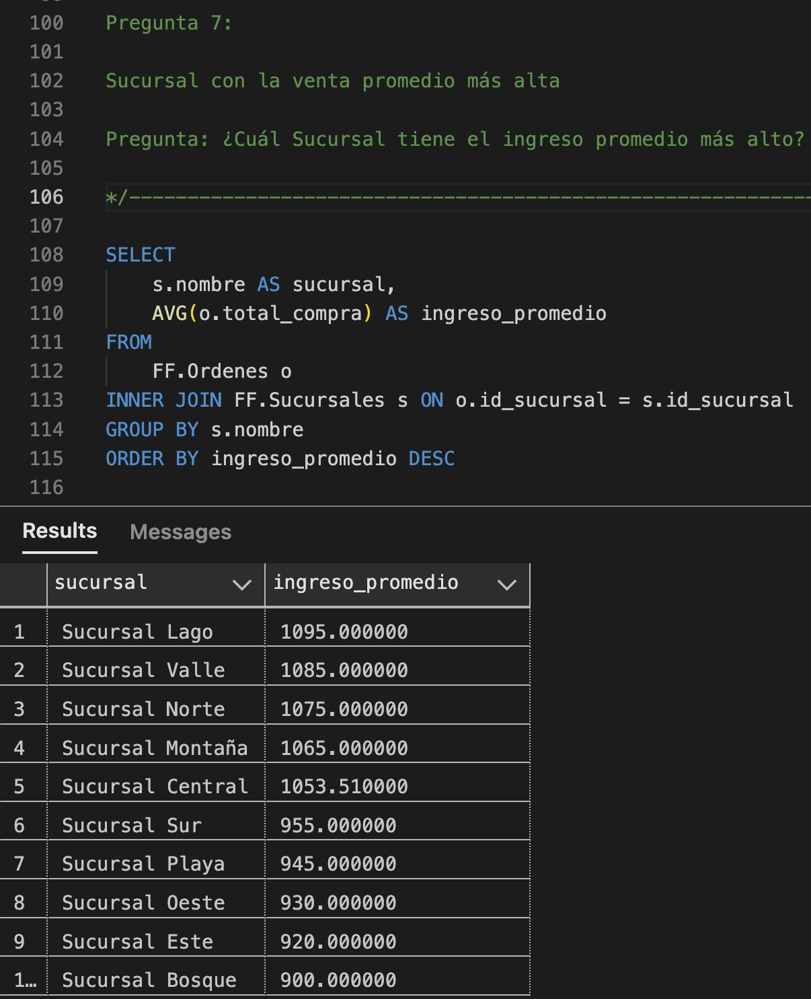 100 Pregunta 7:
101
102 Sucursal con la venta promedio más alta
103
104 Pregunta: ¿Cuál Sucursal tiene el ingreso promedio más alto?
105
106 */------------------------------------------------------------
107
108 SELECT
109 s.nombre AS sucursal,
110 AVG(o.total_compra) AS ingreso_promedio
111 FROM
112 FF.Ordenes o
113 INNER JOIN FF.Sucursales s ON o.id_sucursal = s.id_sucursal
114 GROUP BY s.nombre
115 ORDER BY ingreso_promedio DESC
116
Results Messages
sucursal ingreso_promedio
1 Sucursal Lago 1095.000000
2 Sucursal Valle 1085.000000
3 Sucursal Norte 1075.000000
4 Sucursal Montaña 1065.000000
5 Sucursal Central 1053.510000
6 Sucursal Sur 955.000000
7 Sucursal Playa 945.000000
8 Sucursal Oeste 930.000000
9 Sucursal Este 920.000000
1… Sucursal Bosque 900.000000